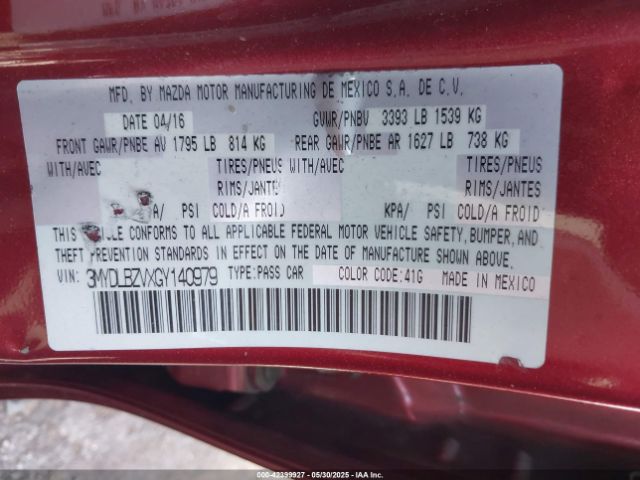 MFD. BY MAZDA MOTOR MANUFACTURING DE MEXICO S.A. DE C.V.
DATE 04/16 GVWR/PNBV 3393 LB 1539 KG
FRONT GAWR/PNBE AV 1795 LB 814 KG REAR GAWR/PNBE AR 1627 LB 738 KG
WITH/AVEC TIRES/PNEUS WITH/AVEC TIRES/PNEUS
RIMS/JANTES RIMS/JANTES
/ PSI COLD/A FROID KPA/ PSI COLD/A FROID
THIS CONFORMS TO ALL APPLICABLE FEDERAL MOTOR VEHICLE SAFETY, BUMPER, AND
THEFT PREVENTION STANDARDS IN EFFECT ON THE DATE OF MANUFACTURE SHOWN ABOVE.
VIN: 3MYDLBZVXGY140979 TYPE: PASS CAR COLOR CODE: 41G MADE IN MEXICO
000-42399927 - 05/30/2025 - IAA Inc. (IAA)